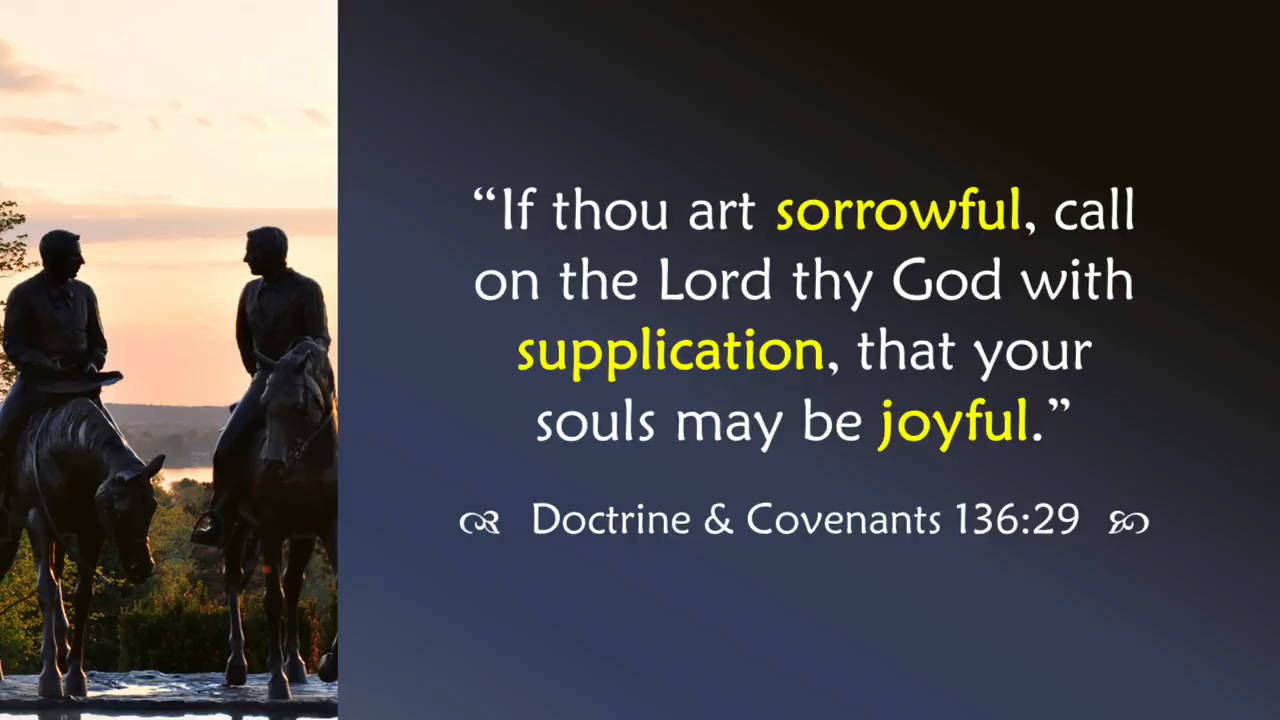 “If thou art sorrowful, call
on the Lord thy God with
supplication, that your
souls may be joyful.”
Doctrine & Covenants 136:29